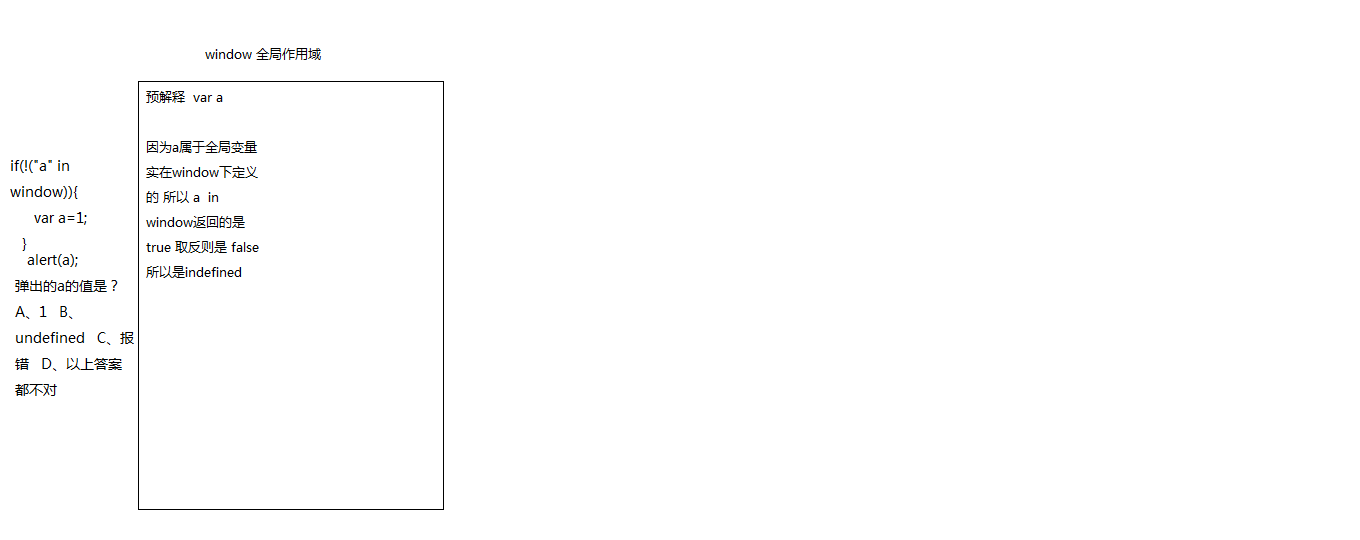 window 全局作用域
预解释 var a
因为a属于全局变量
实在window下定义
的 所以 a in
window返回的是
true 取反则是 false
所以是indefined
if(!("a" in
window)){
var a=1;
}
alert(a);
弹出的a的值是？
A、1 B、
undefined C、报
错 D、以上答案
都不对